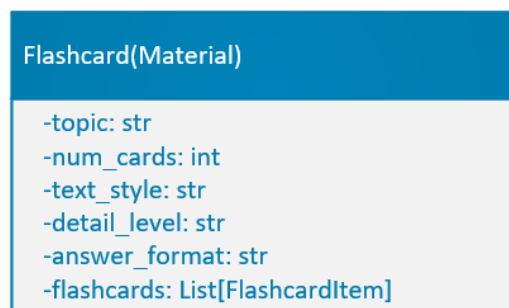 Flashcard(Material)
-topic: str
-num_cards: int
-text_style: str
-detail_level: str
-answer_format: str
-flashcards: List[FlashcardItem]